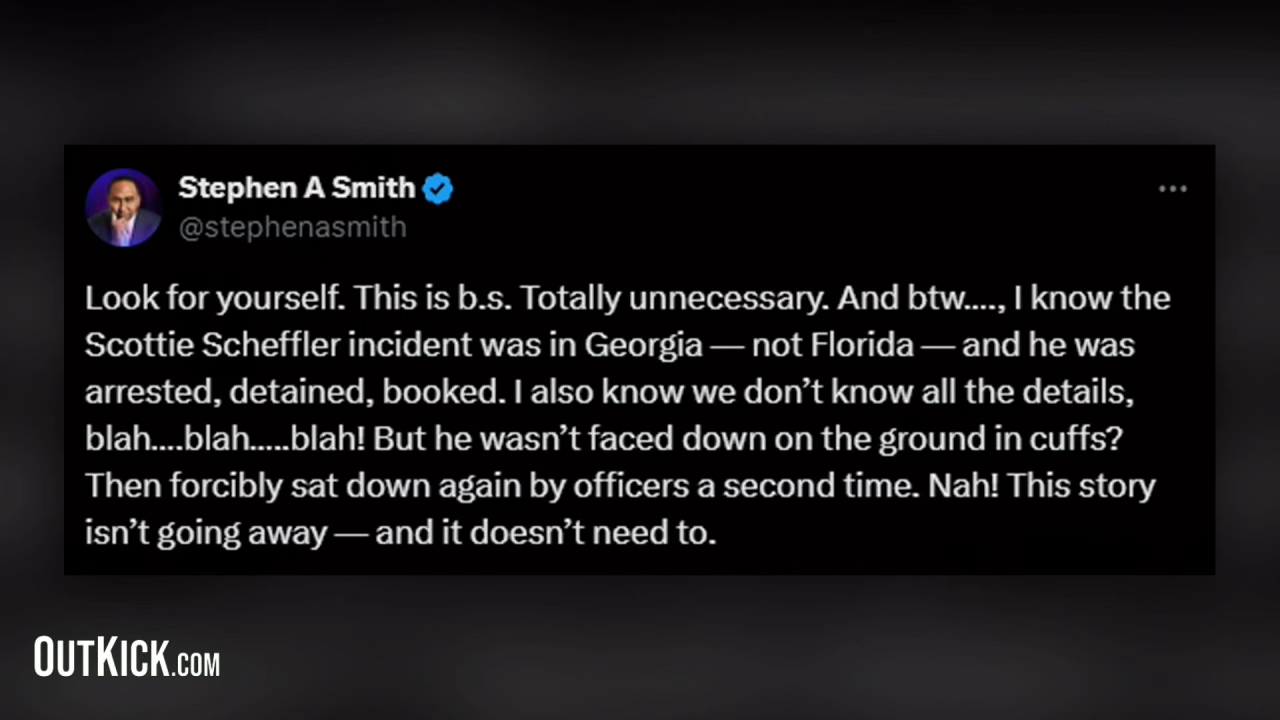 Stephen A Smith
@stephenasmith
Look for yourself. This is b.s. Totally unnecessary. And btw...., I know the
Scottie Scheffler incident was in Georgia — not Florida — and he was
arrested, detained, booked. I also know we don’t know all the details,
blah....blah.....blah! But he wasn’t faced down on the ground in cuffs?
Then forcibly sat down again by officers a second time. Nah! This story
isn’t going away — and it doesn’t need to.
OUTKICK.COM